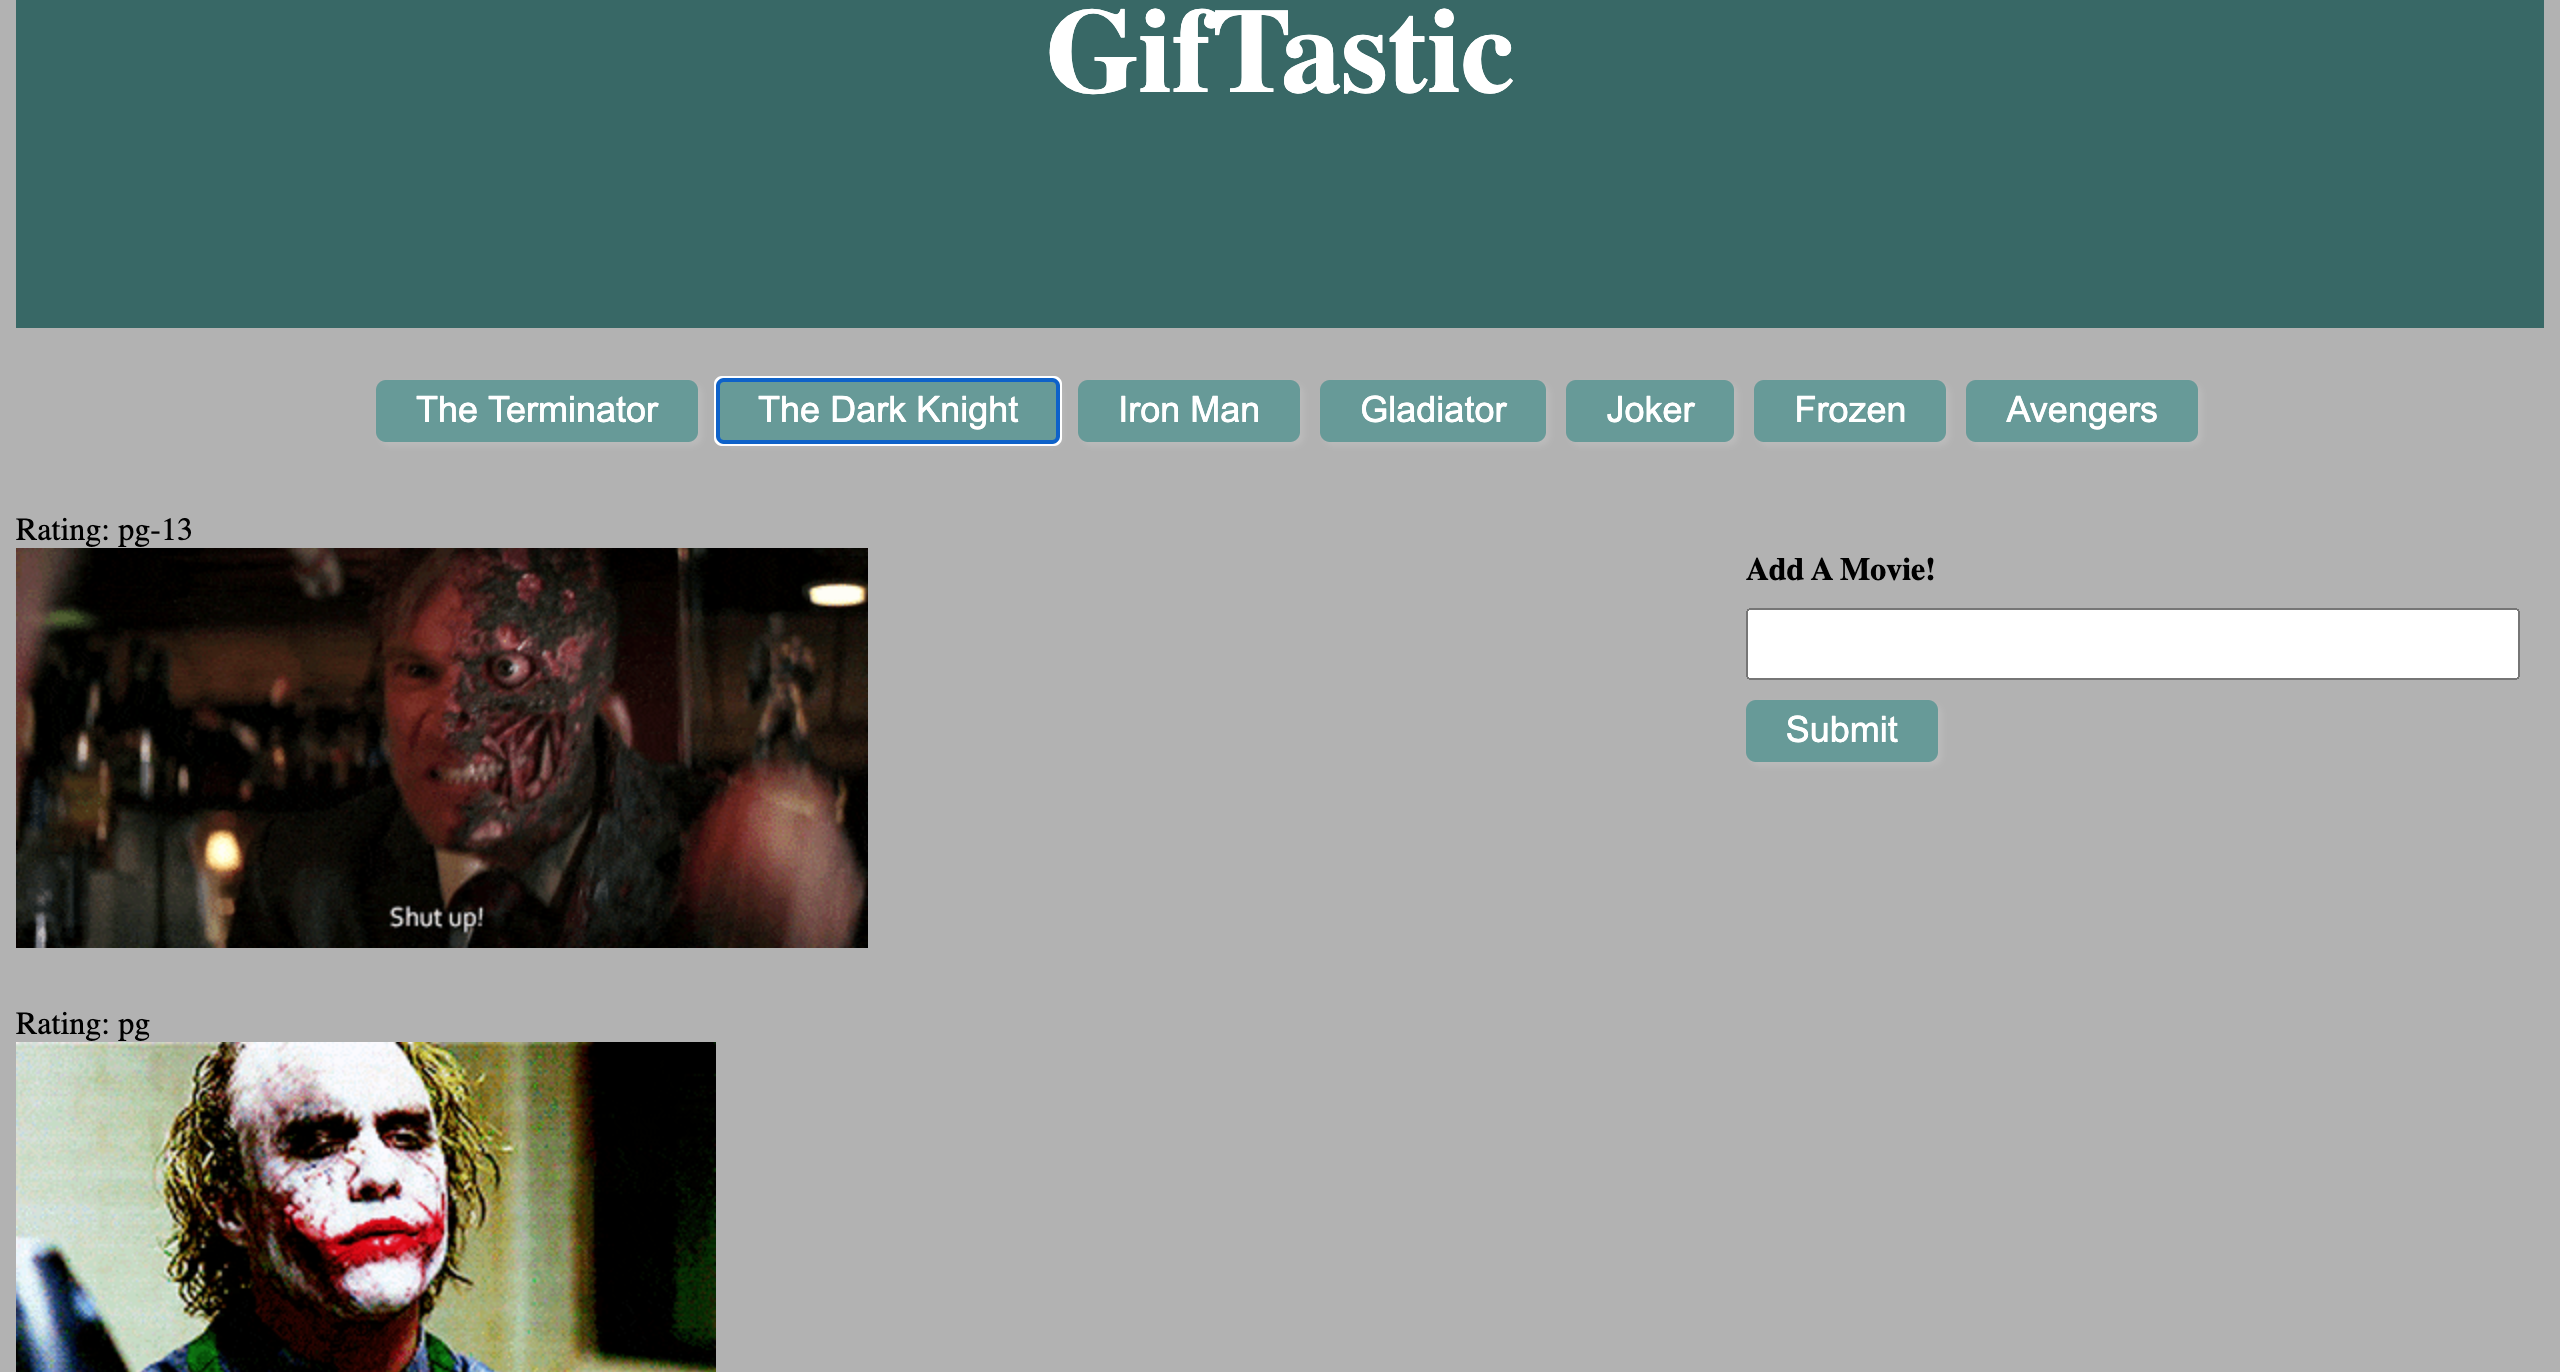 GifTastic
The Terminator
The Dark Knight
Iron Man
Gladiator
Joker
Frozen
Avengers
Rating: pg-13
Shut up!
Rating: pg
Add A Movie!
Submit